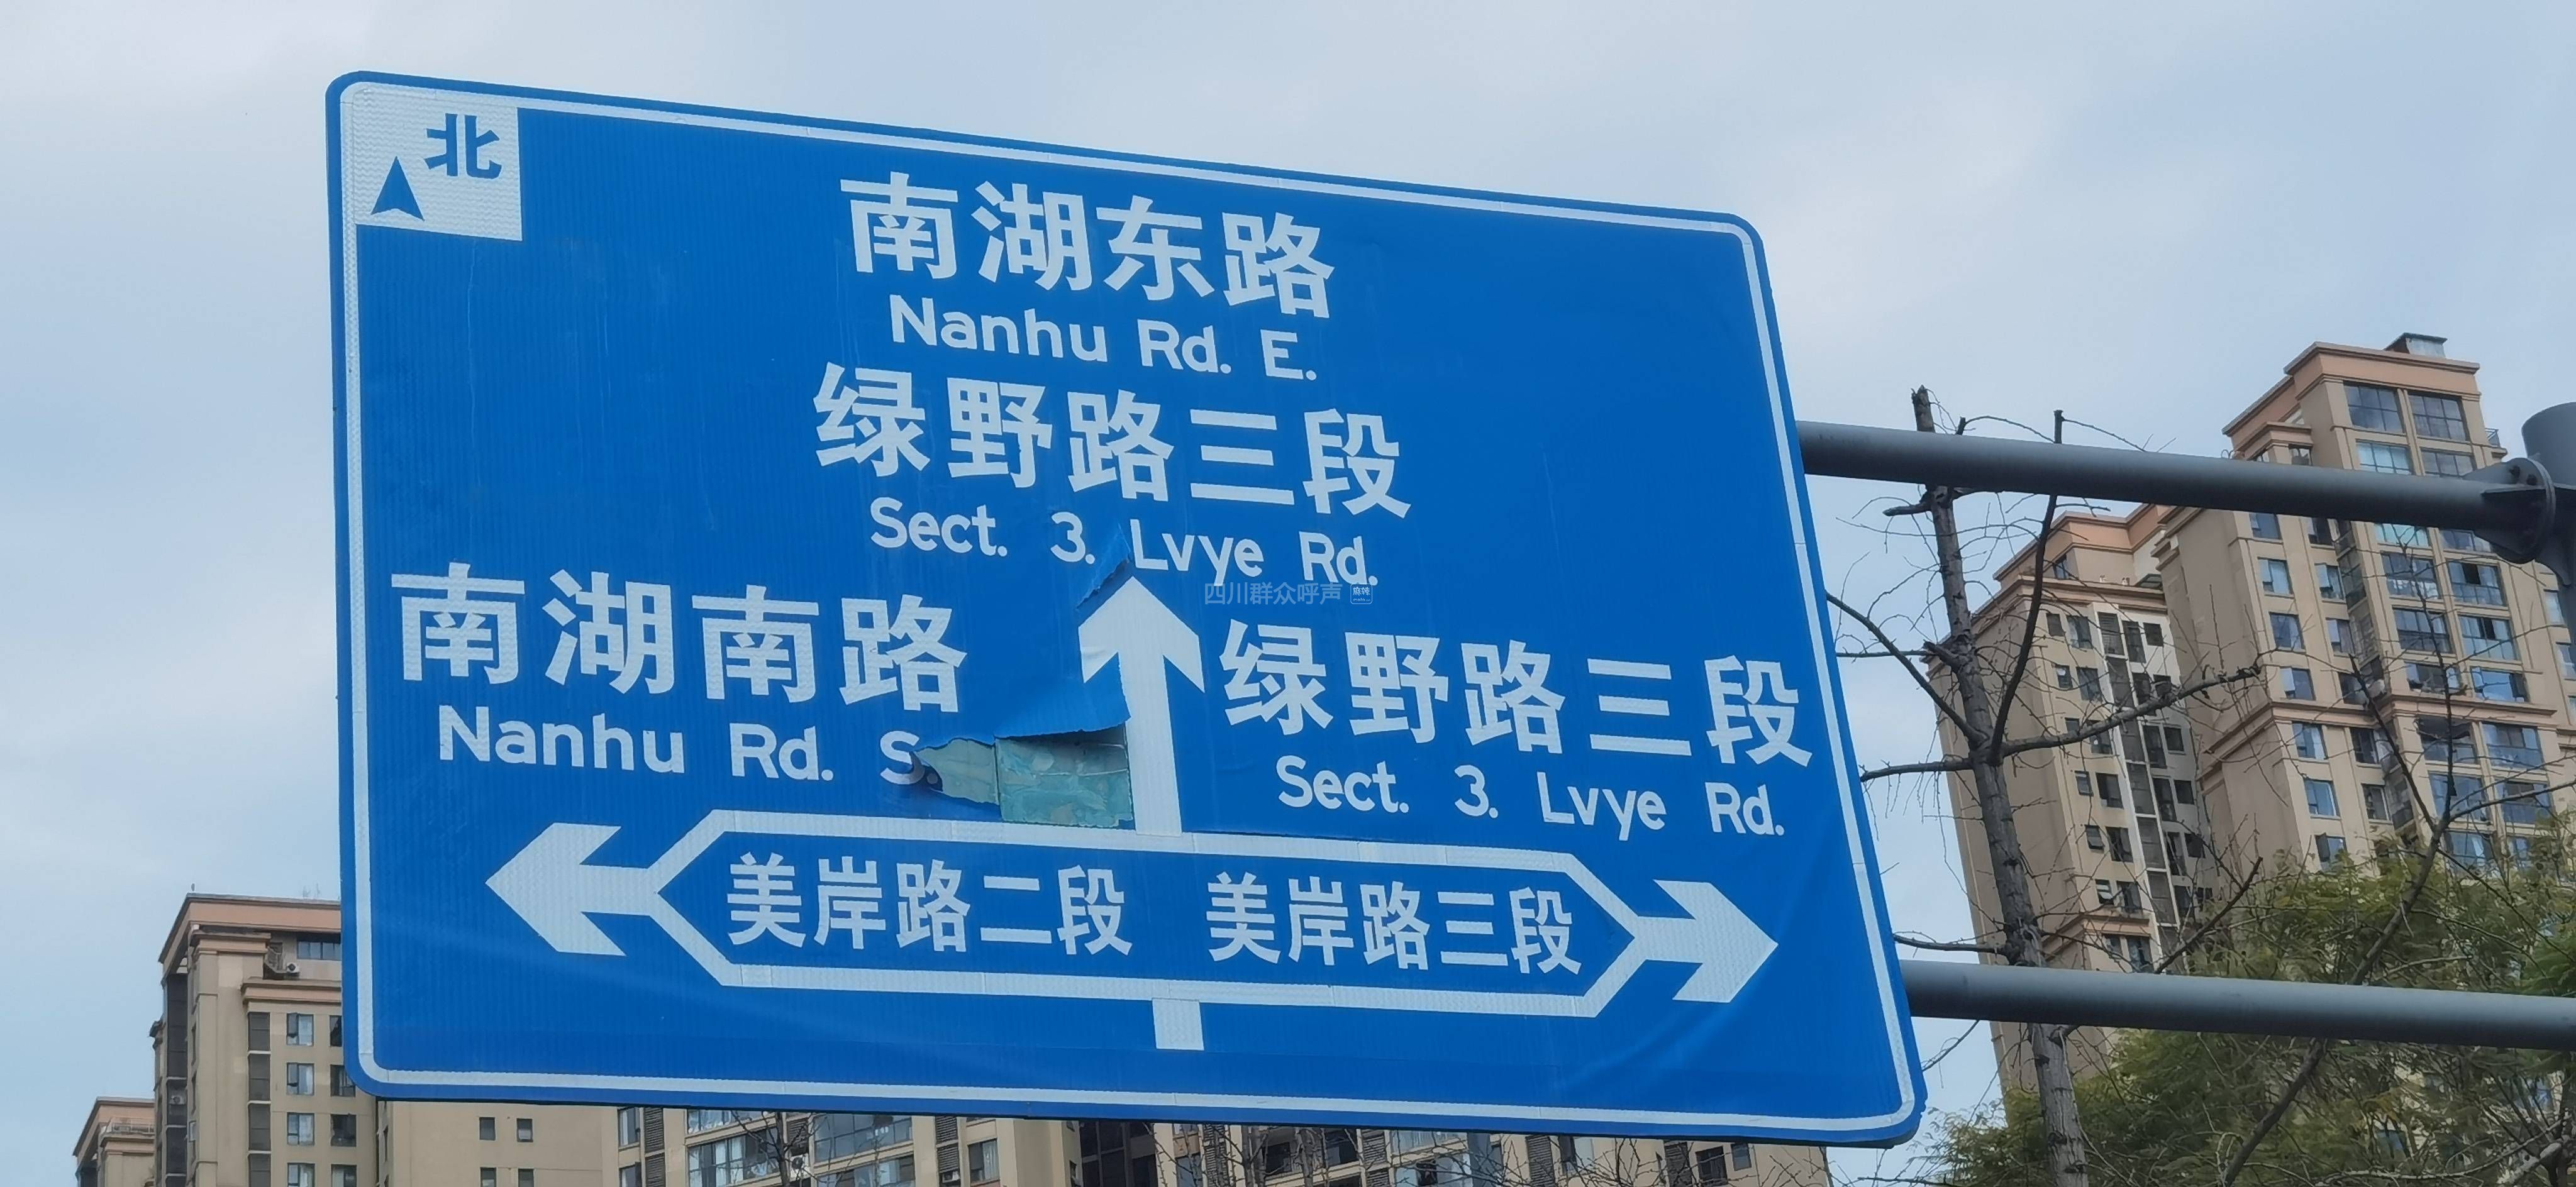 北
南湖东路
Nanhu Rd. E.
绿野路三段
Sect. 3. Lvye Rd.
四川群众呼声
南湖南路
Nanhu Rd. S.
绿野路三段
Sect. 3. Lvye Rd.
美岸路二段 美岸路三段